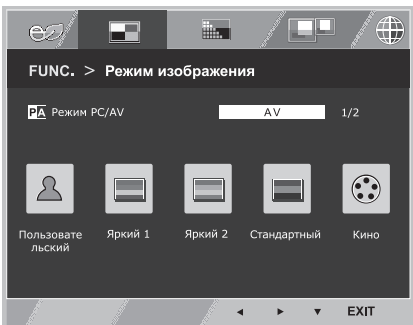 FUNC. > Режим изображения
PA Режим PC/AV AV 1/2
Пользовате
льский
Яркий 1 Яркий 2 Стандартный Кино
EXIT